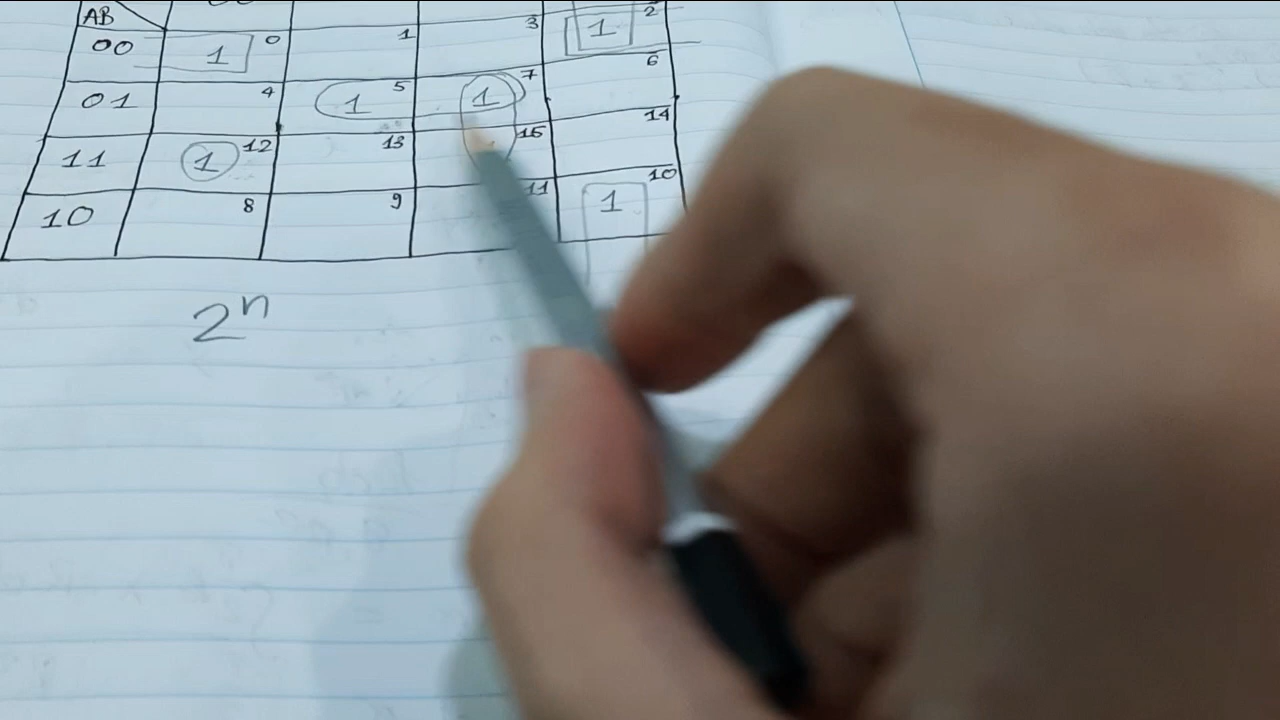 AB
00 1 0 1 3 1 2
01 4 1 5 1 7 6
11 1 12 13 15 14
10 8 9 11 1 10
2ⁿ